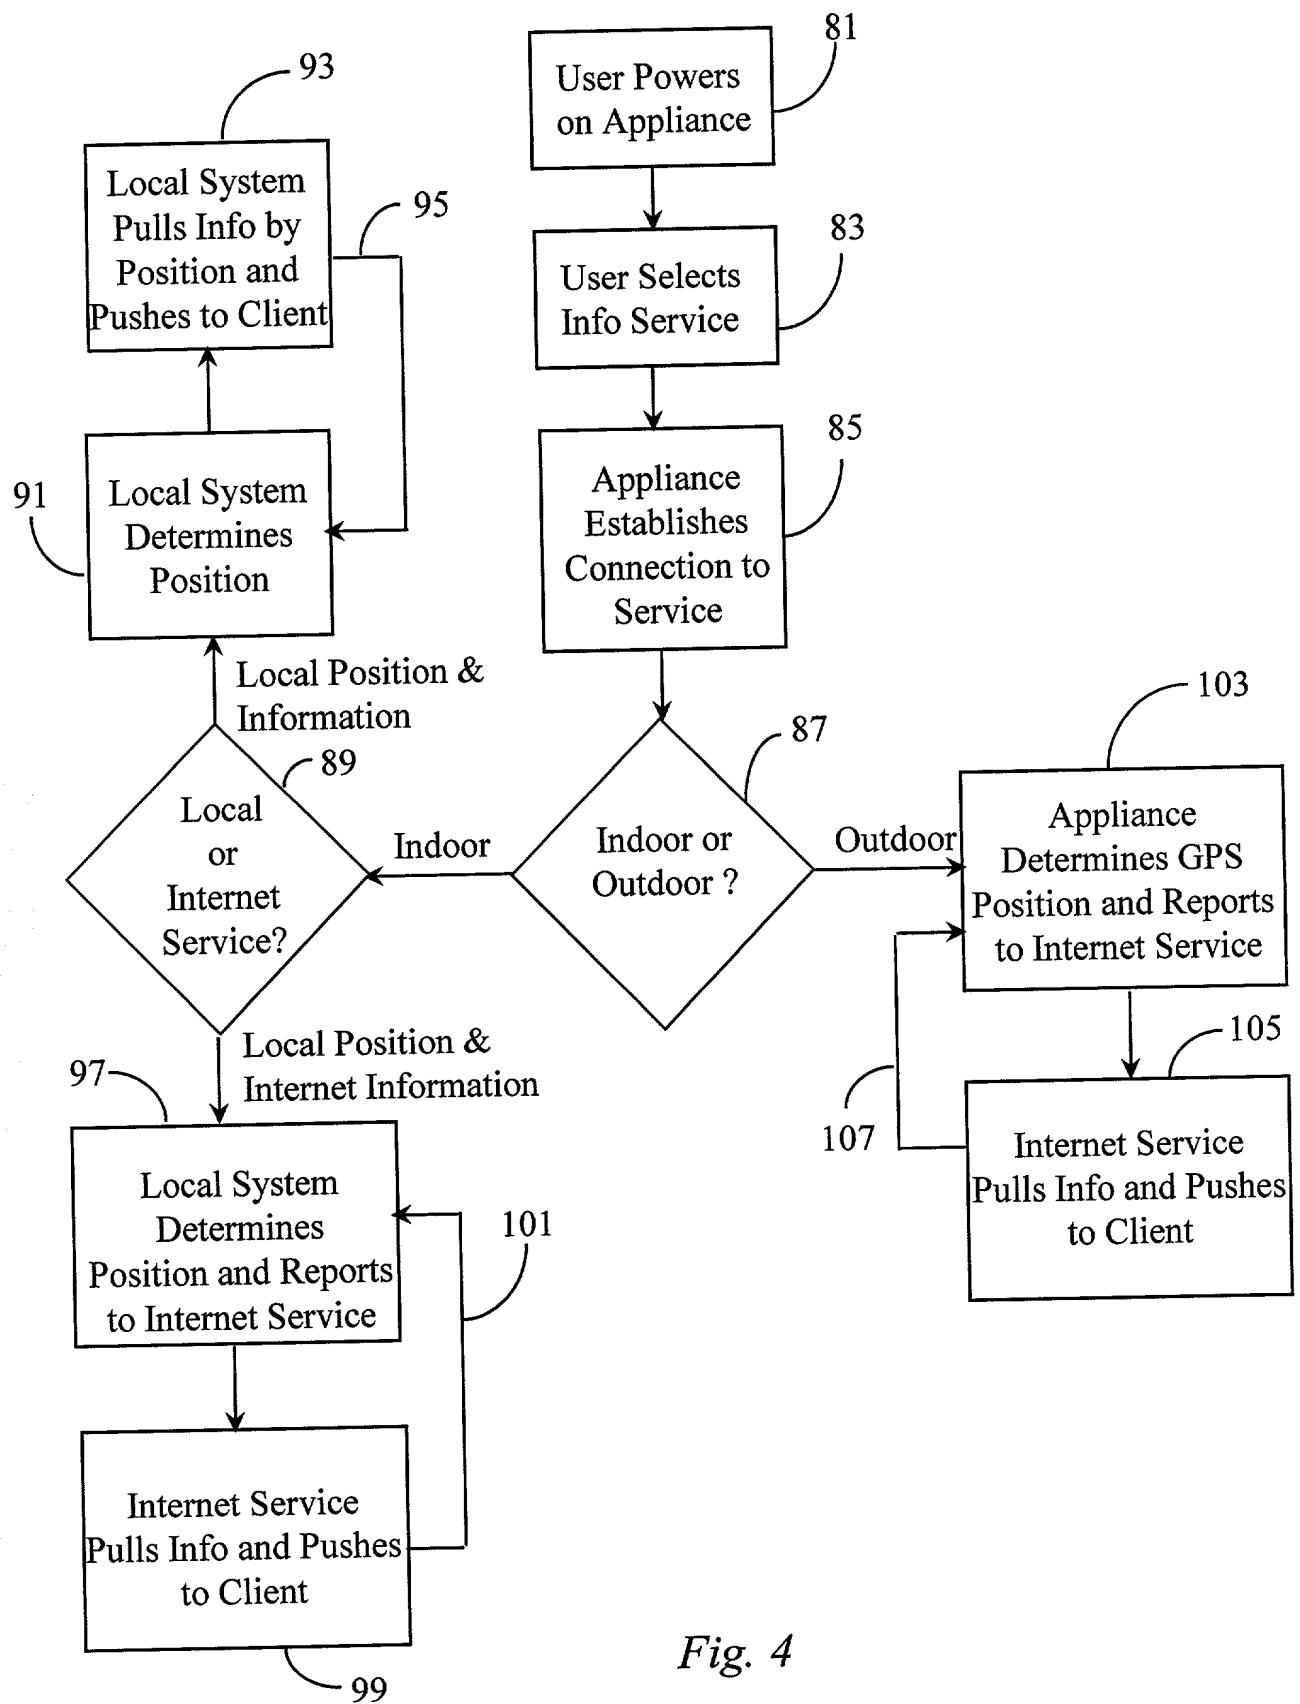 81
User Powers
on Appliance
83
User Selects
Info Service
85
Appliance
Establishes
Connection to
Service
87
Indoor or
Outdoor ?
Indoor
Outdoor
89
Local
or
Internet
Service?
Local Position &
Information
91
Local System
Determines
Position
93
Local System
Pulls Info by
Position and
Pushes to Client
95
Local Position &
Internet Information
97
Local System
Determines
Position and Reports
to Internet Service
101
Internet Service
Pulls Info and Pushes
to Client
99
103
Appliance
Determines GPS
Position and Reports
to Internet Service
105
Internet Service
Pulls Info and Pushes
to Client
107
Fig. 4